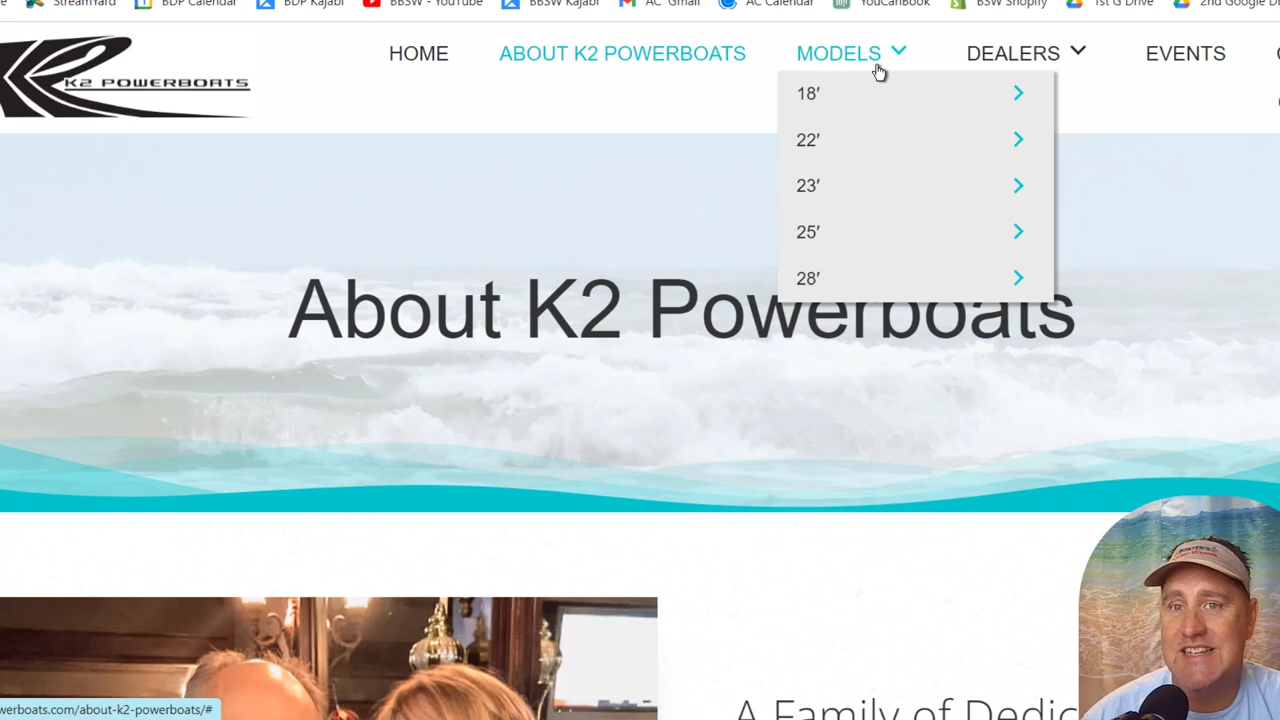 StreamYard BDP Calendar BDP Kajabi BBSW - YouTube BBSW Kajabi AC Gmail AC Calendar YouCanBook BSW Shopify 1st G Drive 2nd Google D
K2 POWERBOATS
HOME ABOUT K2 POWERBOATS MODELS DEALERS EVENTS
18′
22′
23′
25′
28′
About K2 Powerboats
A Family of Dedic
werboats.com/about-k2-powerboats/#